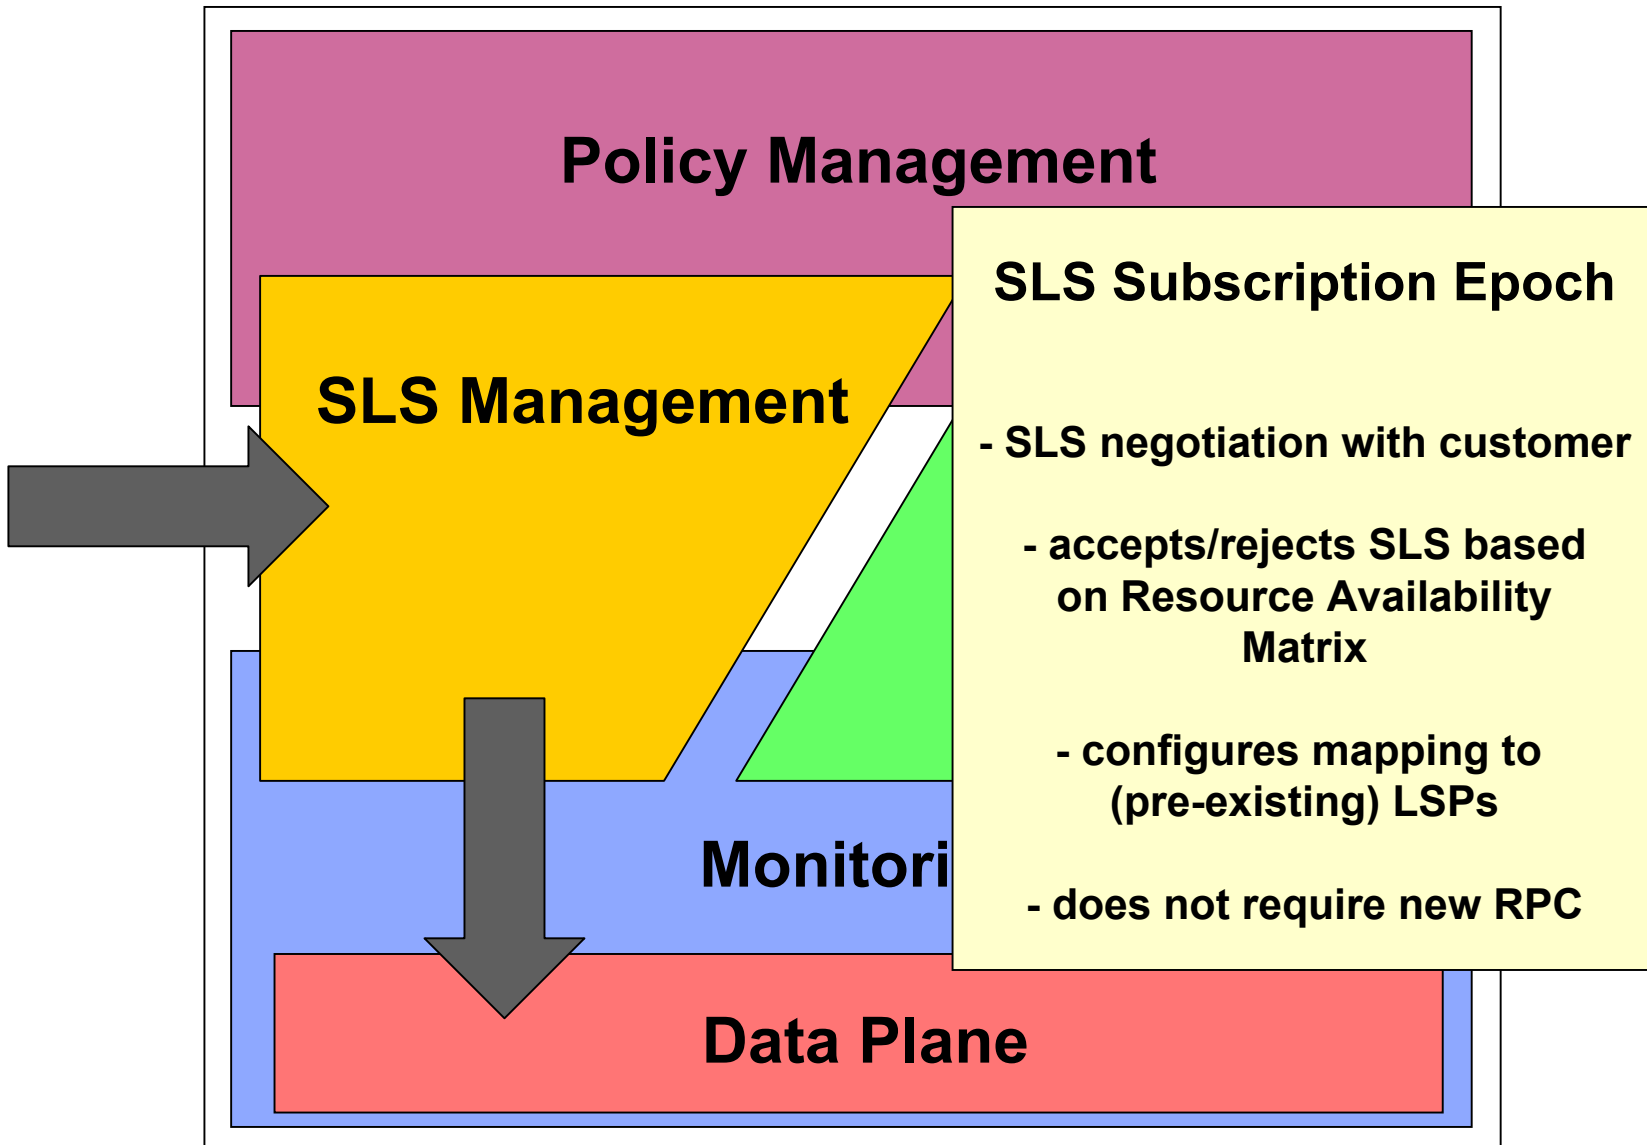 Policy Management
SLS Subscription Epoch
SLS Management
- SLS negotiation with customer
- accepts/rejects SLS based
on Resource Availability
Matrix
- configures mapping to
(pre-existing) LSPs
Monitori
- does not require new RPC
Data Plane